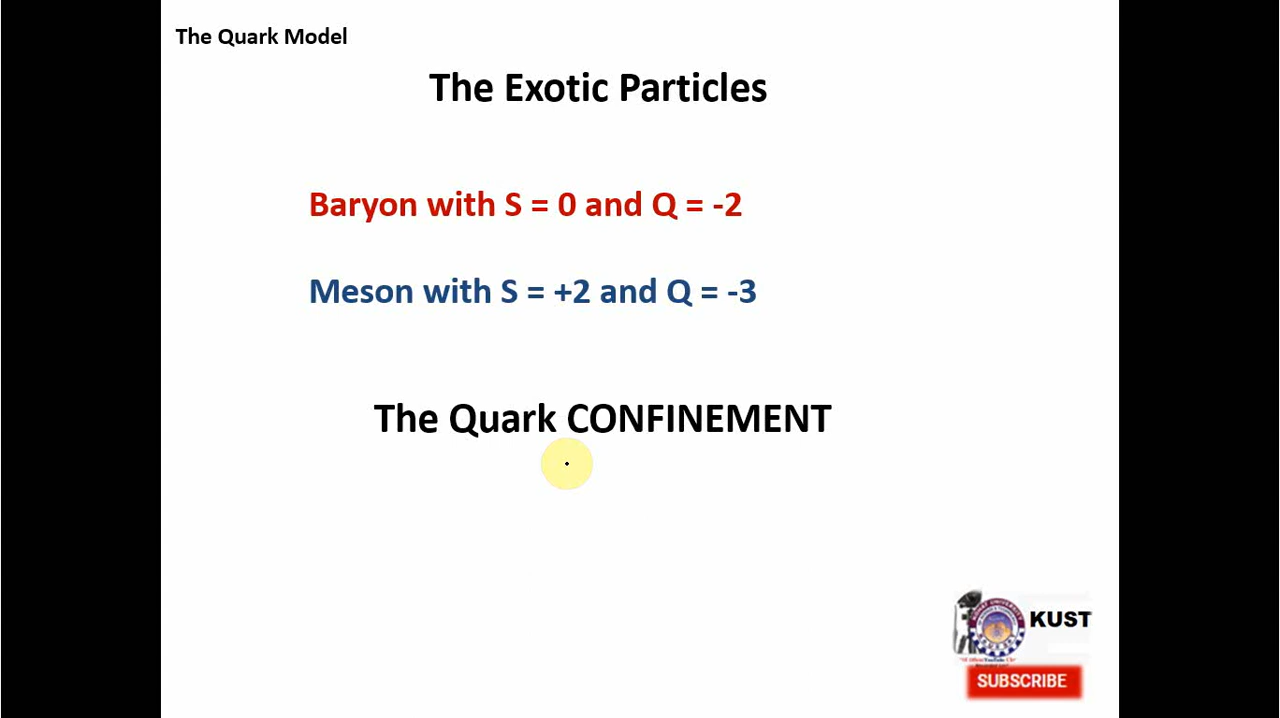 The Quark Model
The Exotic Particles
Baryon with S = 0 and Q = -2
Meson with S = +2 and Q = -3
The Quark CONFINEMENT
KUST
SUBSCRIBE